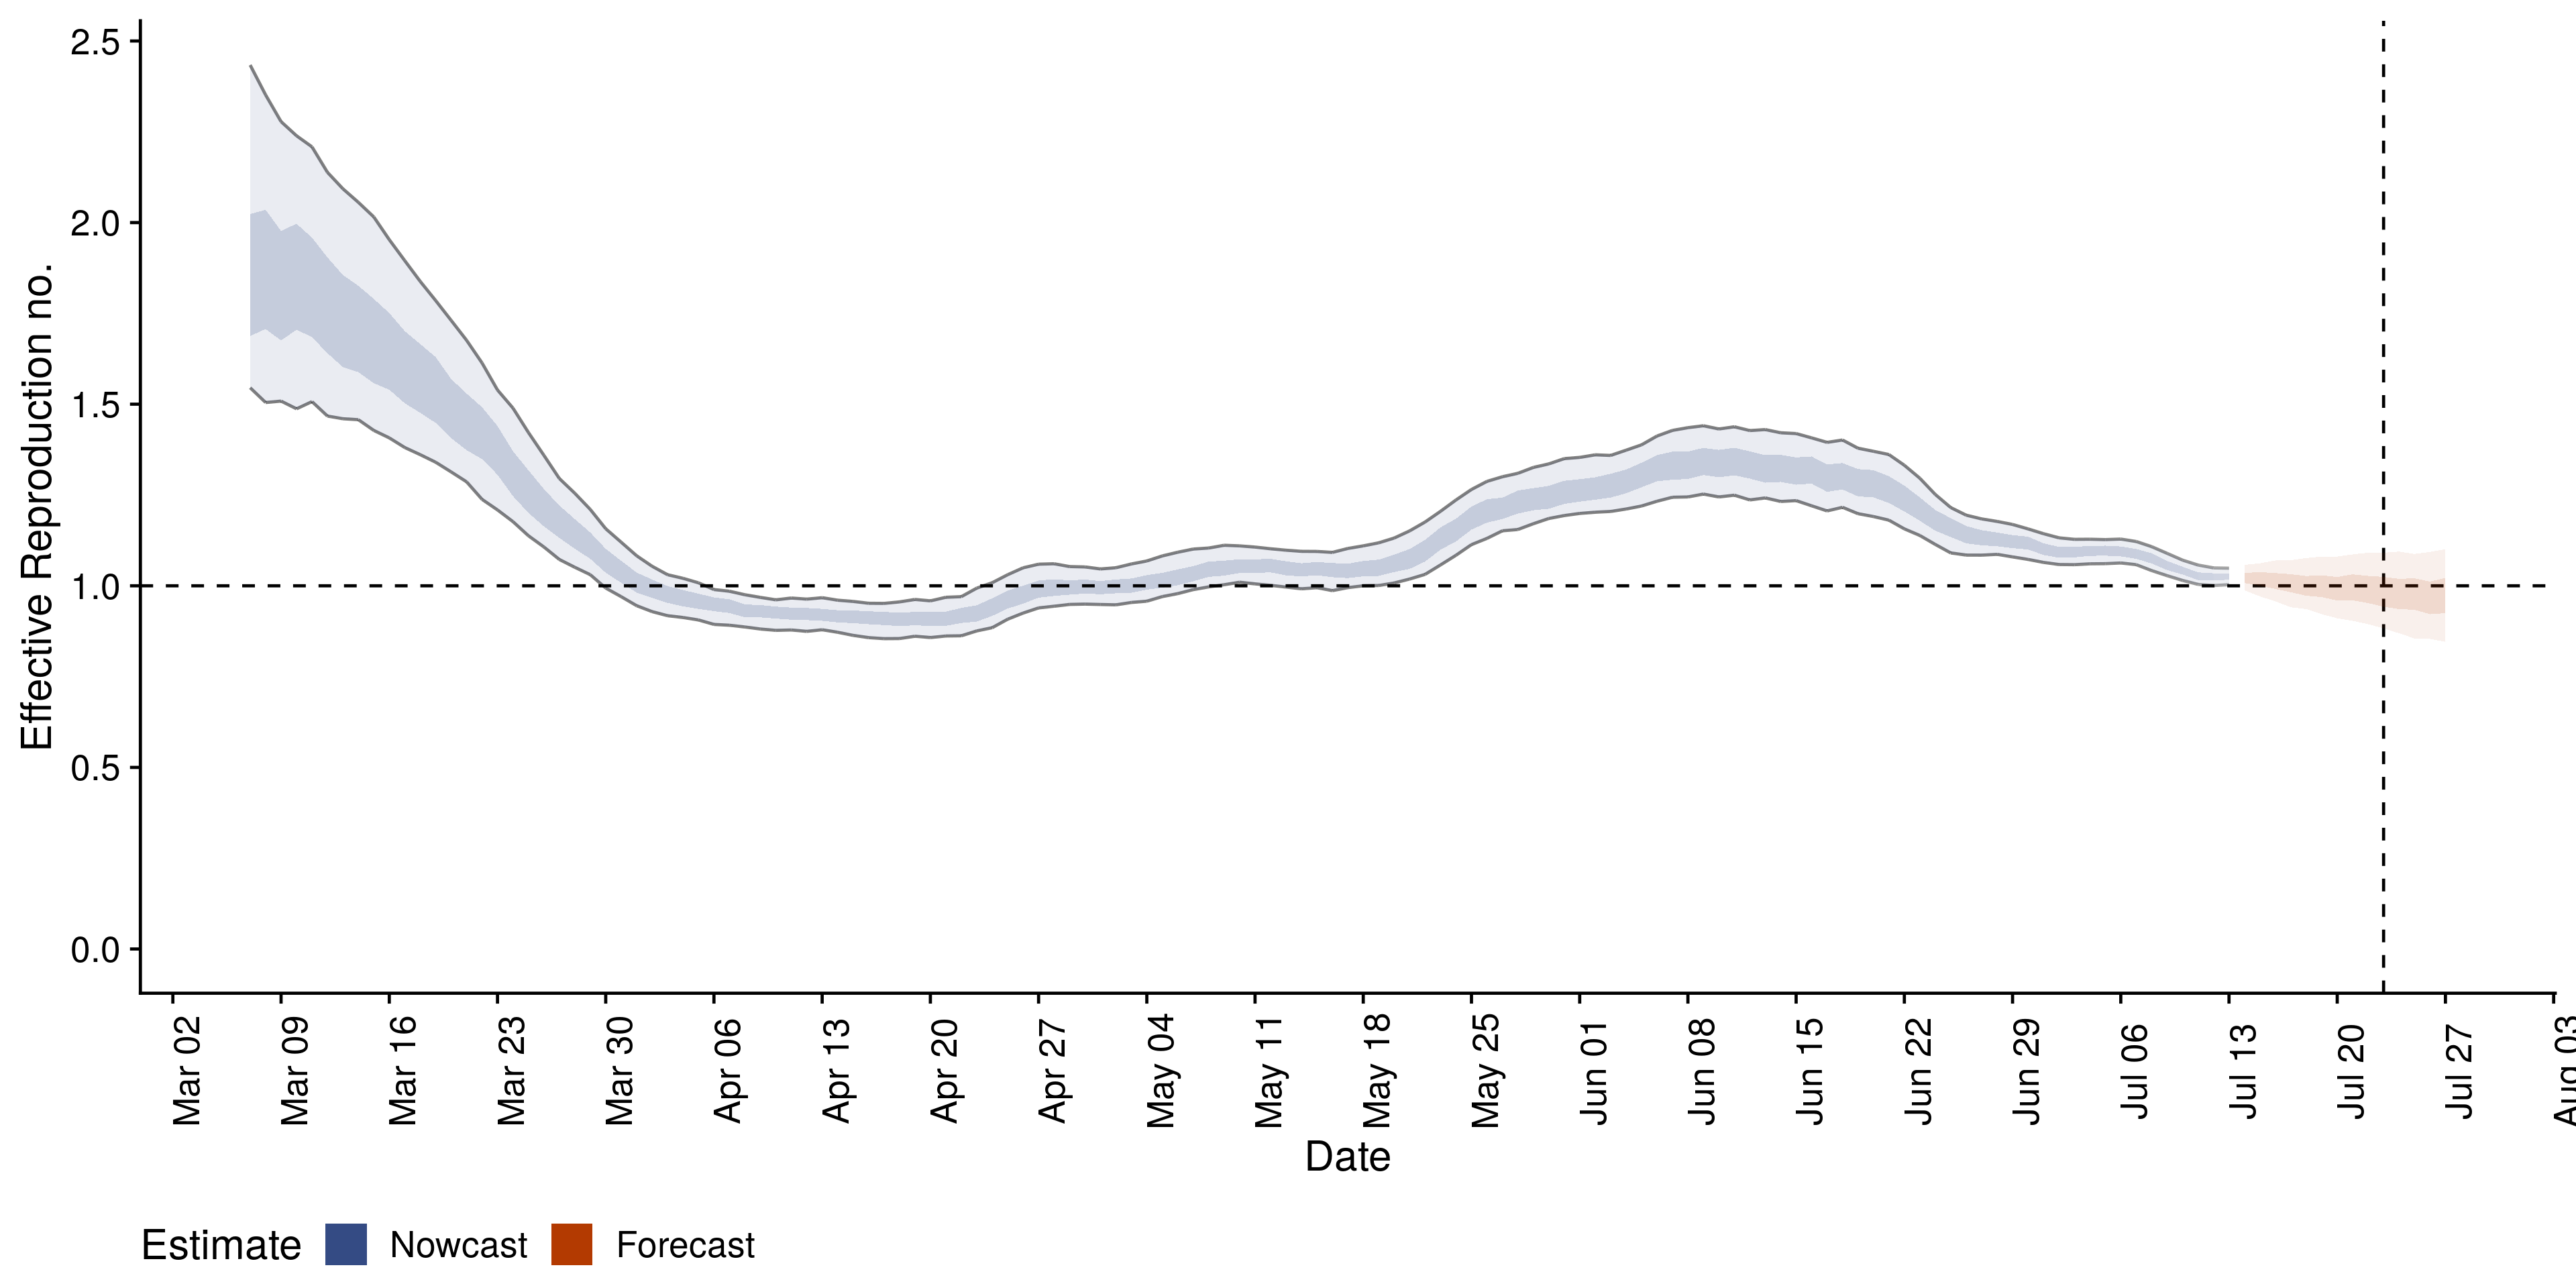 Effective Reproduction no.
2.5
2.0
1.5
1.0
0.5
0.0
Mar 02
Mar 09
Mar 16
Mar 23
Mar 30
Apr 06
Apr 13
Apr 20
Apr 27
May 04
May 11
May 18
May 25
Jun 01
Jun 08
Jun 15
Jun 22
Jun 29
Jul 06
Jul 13
Jul 20
Jul 27
Aug 03
Date
Estimate Nowcast Forecast